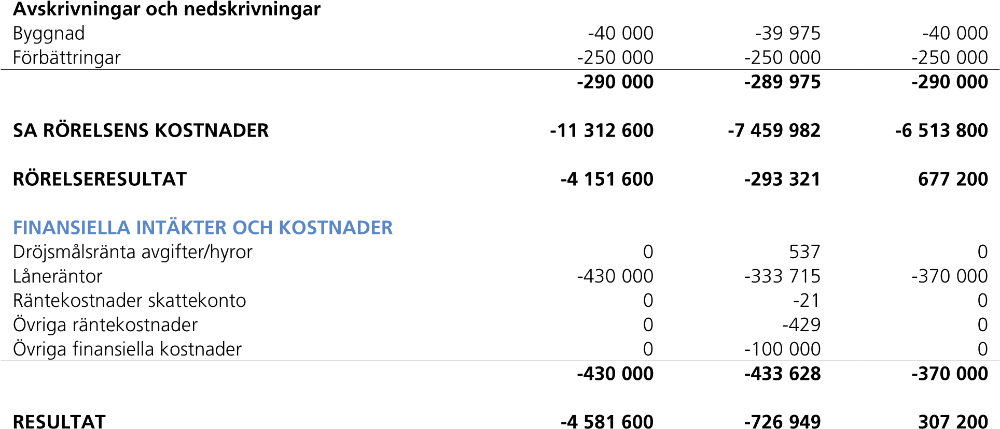 Avskrivningar och nedskrivningar
Byggnad -40 000 -39 975 -40 000
Förbättringar -250 000 -250 000 -250 000
-290 000 -289 975 -290 000
SA RÖRELSENS KOSTNADER -11 312 600 -7 459 982 -6 513 800
RÖRELSERESULTAT -4 151 600 -293 321 677 200
FINANSIELLA INTÄKTER OCH KOSTNADER
Dröjsmålsränta avgifter/hyror 0 537 0
Låneräntor -430 000 -333 715 -370 000
Räntekostnader skattekonto 0 -21 0
Övriga räntekostnader 0 -429 0
Övriga finansiella kostnader 0 -100 000 0
-430 000 -433 628 -370 000
RESULTAT -4 581 600 -726 949 307 200